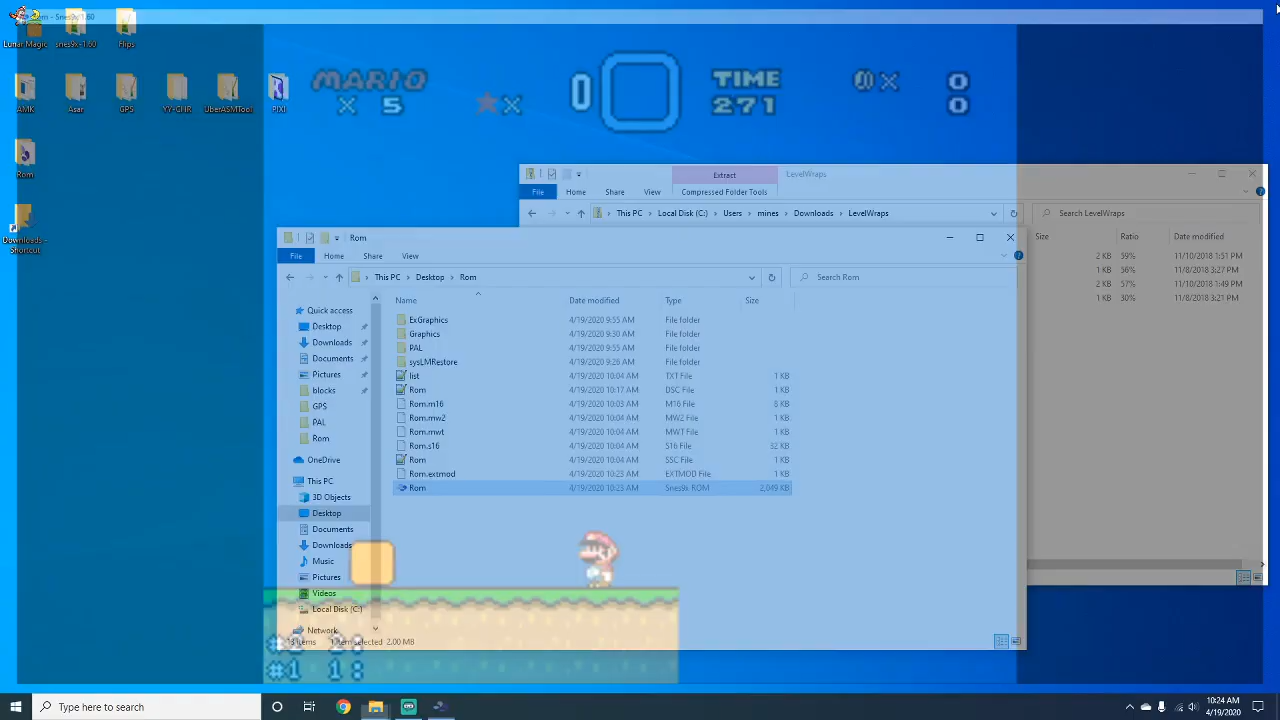 Rom - Snes9x 1.60
Lunar Magic
snes9x-1.60
Flips
AMK
Asar
GPS
YY-CHR
UberASMTool
PIXI
Rom
Downloads - Shortcut
MARIO
x 5
x
0
TIME
271
x 0
0
Extract
LevelWraps
File
Home
Share
View
Compressed Folder Tools
This PC
Local Disk (C:)
Users
mines
Downloads
LevelWraps
Search LevelWraps
Size
Ratio
Date modified
2 KB 59% 11/10/2018 1:51 PM
1 KB 56% 11/8/2018 3:27 PM
2 KB 57% 11/10/2018 1:49 PM
1 KB 30% 11/8/2018 3:21 PM
Rom
File
Home
Share
View
This PC
Desktop
Rom
Search Rom
Name
Date modified
Type
Size
Quick access
Desktop
Downloads
Documents
Pictures
blocks
GPS
PAL
Rom
OneDrive
This PC
3D Objects
Desktop
Documents
Downloads
Music
Pictures
Videos
Local Disk (C:)
Network
ExGraphics 4/19/2020 9:55 AM File folder
Graphics 4/19/2020 9:30 AM File folder
PAL 4/19/2020 9:55 AM File folder
sysLMRestore 4/19/2020 9:26 AM File folder
list 4/19/2020 10:04 AM TXT File 1 KB
Rom 4/19/2020 10:17 AM DSC File 1 KB
Rom.m16 4/19/2020 10:03 AM M16 File 8 KB
Rom.mw2 4/19/2020 10:04 AM MW2 File 1 KB
Rom.mwt 4/19/2020 10:04 AM MWT File 1 KB
Rom.s16 4/19/2020 10:04 AM S16 File 32 KB
Rom 4/19/2020 10:04 AM SSC File 1 KB
Rom.extmod 4/19/2020 10:23 AM EXTMOD File 1 KB
Rom 4/19/2020 10:23 AM Snes9x ROM 2,049 KB
13 items
1 item selected 2.00 MB
#1 1:
Type here to search
10:24 AM
4/19/2020